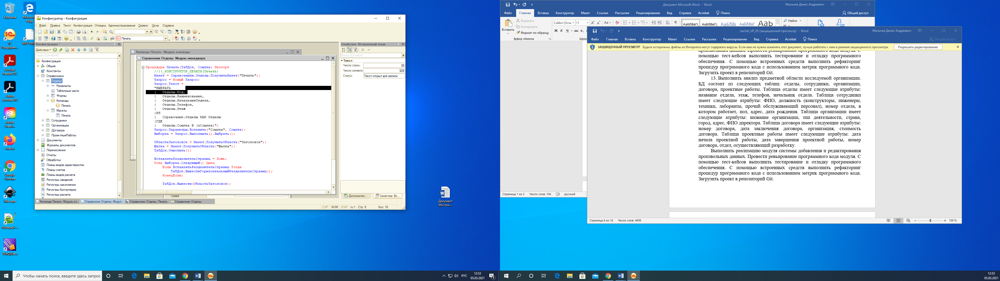 Корзина
Microso...
Edge
1С
Предприя...
WPS Offi...
Acrobat
Reader DC
Adobe
Acrobat DC
Adobe
Creati...
Firefox
Google
Chrome
Inkscape
Notepad++
WinDjView
Документ
Microso...
Конфигуратор - Конфигурация
Файл Правка Текст Конфигурация Отладка Администрирование Сервис Окна Справка
Печать
Конфигурация *
Действия
Поиск (Ctrl+Alt+M)
Конфигурация
Общие
Константы
Справочники
Отделы
Реквизиты
Табличные части
Формы
Команды
Печать
Макеты
Печать
Сотрудники
Организации
Договора
ПроектныеРаботы
Документы
Журналы документов
Перечисления
Отчеты
Обработки
Планы видов характеристик
Планы счетов
Планы видов расчета
Регистры сведений
Регистры накопления
Регистры бухгалтерии
Регистры расчета
Команда Печать: Модуль команды
Справочник Отделы: Модуль менеджера
Процедура Печать(ТабДок, Ссылка) Экспорт
//{{_КОНСТРУКТОР_ПЕЧАТИ(Печать)
Макет = Справочники.Отделы.ПолучитьМакет("Печать");
Запрос = Новый Запрос;
Запрос.Текст =
"ВЫБРАТЬ
| Отделы.Код,
| Отделы.Наименование,
| Отделы.НачальникОтдела,
| Отделы.Телефон,
| Отделы.Этаж
|ИЗ
| Справочник.Отделы КАК Отделы
|ГДЕ
| Отделы.Ссылка В (&Ссылка)";
Запрос.Параметры.Вставить("Ссылка", Ссылка);
Выборка = Запрос.Выполнить().Выбрать();
ОбластьЗаголовок = Макет.ПолучитьОбласть("Заголовок");
Шапка = Макет.ПолучитьОбласть("Шапка");
ТабДок.Очистить();
ВставлятьРазделительСтраниц = Ложь;
Пока Выборка.Следующий() Цикл
Если ВставлятьРазделительСтраниц Тогда
ТабДок.ВывестиГоризонтальныйРазделительСтраниц();
КонецЕсли;
ТабДок.Вывести(ОбластьЗаголовок);
Права
Свойства: Встроенный язык
Поиск (Ctrl+Alt+I)
Текст:
Число строк: 38
Число символо 928
Статус: Текст открыт для записи
Дополнител... Свойства: Вс...
Команда Печать: Модуль ко... Справочник Отделы: Модул... Справочник Отделы: Печать Справочник Отделы
CAP NUM OVR ru Стр: 8 Кол: 16
Чтобы начать поиск, введите здесь запрос
РУС
12:53
05.03.2021
1
Документ Microsoft Word - Word
Мальнев Денис Андреевич
Файл Главная Вставка Конструктор Макет Ссылки Рассылки Рецензирование Вид Справка Acrobat Поиск Общий доступ
Вставить
Вырезать
Копировать
Формат по образцу
Буфер обмена
Calibri (Оснс 11
Ж К Ч abc x₂
Шриф
АаБбВвГг, АаБбВвГг, АаБбВ АаБбВвГ АаЬ
Найти
Страница 1 из 2 Число слов: 104 русский
zachet_UP_03 (защищенный просмотр) - Word
Мальнев Денис Андреевич
Файл Главная Вставка Конструктор Макет Ссылки Рассылки Рецензирование Вид Справка Acrobat Поиск Общий доступ
ЗАЩИЩЕННЫЙ ПРОСМОТР Будьте осторожны: файлы из Интернета могут содержать вирусы. Если вам не нужно изменять этот документ, лучше работать с ним в режиме защищенного просмотра. Разрешить редактирование
произвольных данных. Провести ревьирование программного кода модуля. С
помощью тест-кейсов выполнить тестирование и отладку программного
обеспечения. С помощью встроенных средств выполнить рефакторинг
процедур программного кода с использованием метрик программного кода.
Загрузить проект в репозиторий Git.
13. Выполнить анализ предметной области исследуемой организации.
БД состоит из следующих таблиц: отделы, сотрудники, организации,
договора, проектные работы. Таблица отделы имеет следующие атрибуты:
название отдела, этаж, телефон, начальник отдела. Таблица сотрудники
имеет следующие атрибуты: ФИО, должность (конструкторы, инженеры,
техники, лаборанты, прочий обслуживающий персонал), номер отдела, в
котором работает, пол, адрес, дата рождения. Таблица организации имеет
следующие атрибуты: название организации, тип деятельности, страна,
город, адрес, ФИО директора. Таблица договора имеет следующие атрибуты:
номер договора, дата заключения договора, организация, стоимость
договора. Таблица проектные работы имеет следующие атрибуты: дата
начала проектной работы, дата завершения проектной работы, номер
договора, отдел, осуществляющий разработку.
Выполнить реализацию модуля системы добавления и редактирования
произвольных данных. Провести ревьирование программного кода модуля. С
помощью тест-кейсов выполнить тестирование и отладку программного
обеспечения. С помощью встроенных средств выполнить рефакторинг
процедур программного кода с использованием метрик программного кода.
Загрузить проект в репозиторий Git.
Страница 6 из 16 Число слов: 4699
100 %
12:53
05.03.2021